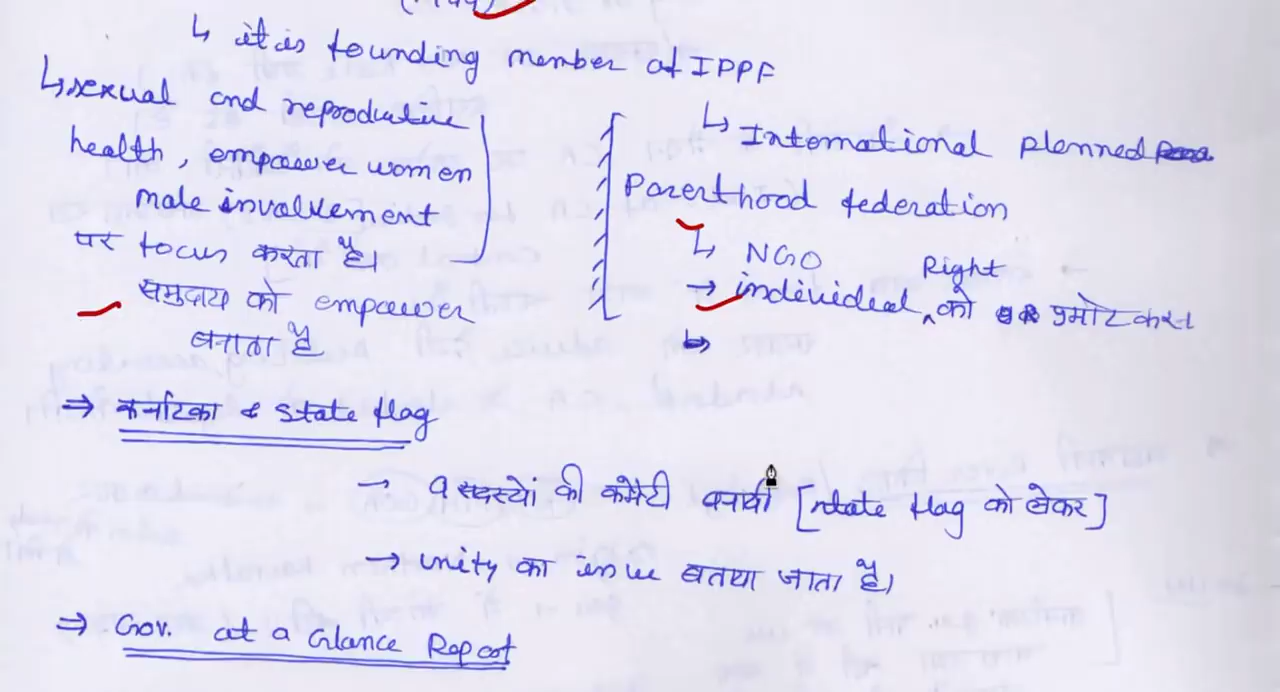 ↳ it is founding member of IPPF
↳ sexual and reproductive
health, empower women
male involvement
पर focus करता है।
समुदाय को empower
बनाता है
↳ International planned
Parenthood federation
↳ NGO
Right
→ individual को प्रमोट करता
↳
⇒ कर्नाटका & State flag
→ 9 सदस्यों की कमेटी बनायी [state flag को लेकर]
→ unity का issue बताया जाता है।
⇒ Gov. at a Glance Report